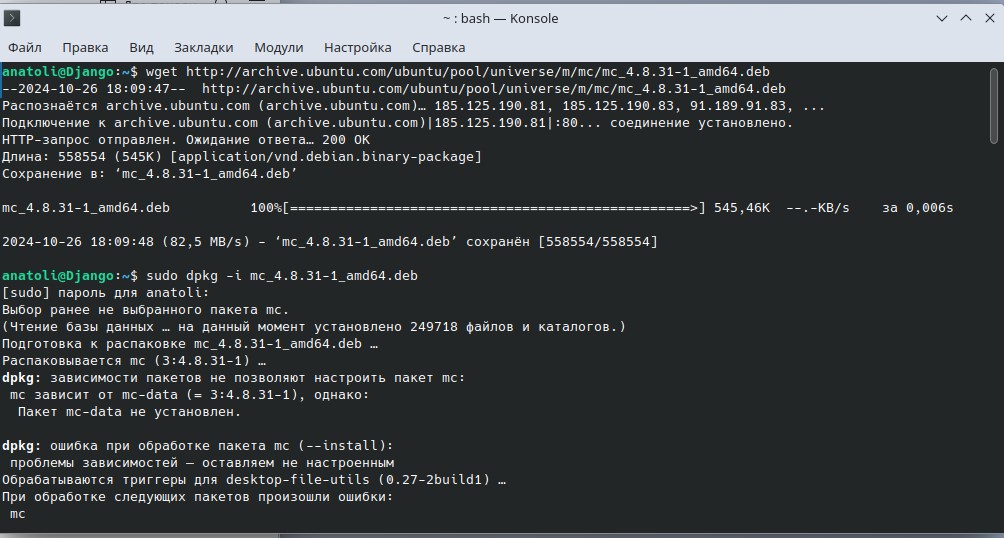 ~ : bash — Konsole
Файл Правка Вид Закладки Модули Настройка Справка
anatoli@Django:~$ wget http://archive.ubuntu.com/ubuntu/pool/universe/m/mc/mc_4.8.31-1_amd64.deb
--2024-10-26 18:09:47--  http://archive.ubuntu.com/ubuntu/pool/universe/m/mc/mc_4.8.31-1_amd64.deb
Распознаётся archive.ubuntu.com (archive.ubuntu.com)… 185.125.190.81, 185.125.190.83, 91.189.91.83, ...
Подключение к archive.ubuntu.com (archive.ubuntu.com)|185.125.190.81|:80... соединение установлено.
HTTP-запрос отправлен. Ожидание ответа… 200 OK
Длина: 558554 (545K) [application/vnd.debian.binary-package]
Сохранение в: ‘mc_4.8.31-1_amd64.deb’
mc_4.8.31-1_amd64.deb          100%[==================================================>] 545,46K  --.-KB/s    за 0,006s
2024-10-26 18:09:48 (82,5 MB/s) - ‘mc_4.8.31-1_amd64.deb’ сохранён [558554/558554]
anatoli@Django:~$ sudo dpkg -i mc_4.8.31-1_amd64.deb
[sudo] пароль для anatoli:
Выбор ранее не выбранного пакета mc.
(Чтение базы данных … на данный момент установлено 249718 файлов и каталогов.)
Подготовка к распаковке mc_4.8.31-1_amd64.deb …
Распаковывается mc (3:4.8.31-1) …
dpkg: зависимости пакетов не позволяют настроить пакет mc:
 mc зависит от mc-data (= 3:4.8.31-1), однако:
  Пакет mc-data не установлен.
dpkg: ошибка при обработке пакета mc (--install):
 проблемы зависимостей — оставляем не настроенным
Обрабатываются триггеры для desktop-file-utils (0.27-2build1) …
При обработке следующих пакетов произошли ошибки:
 mc